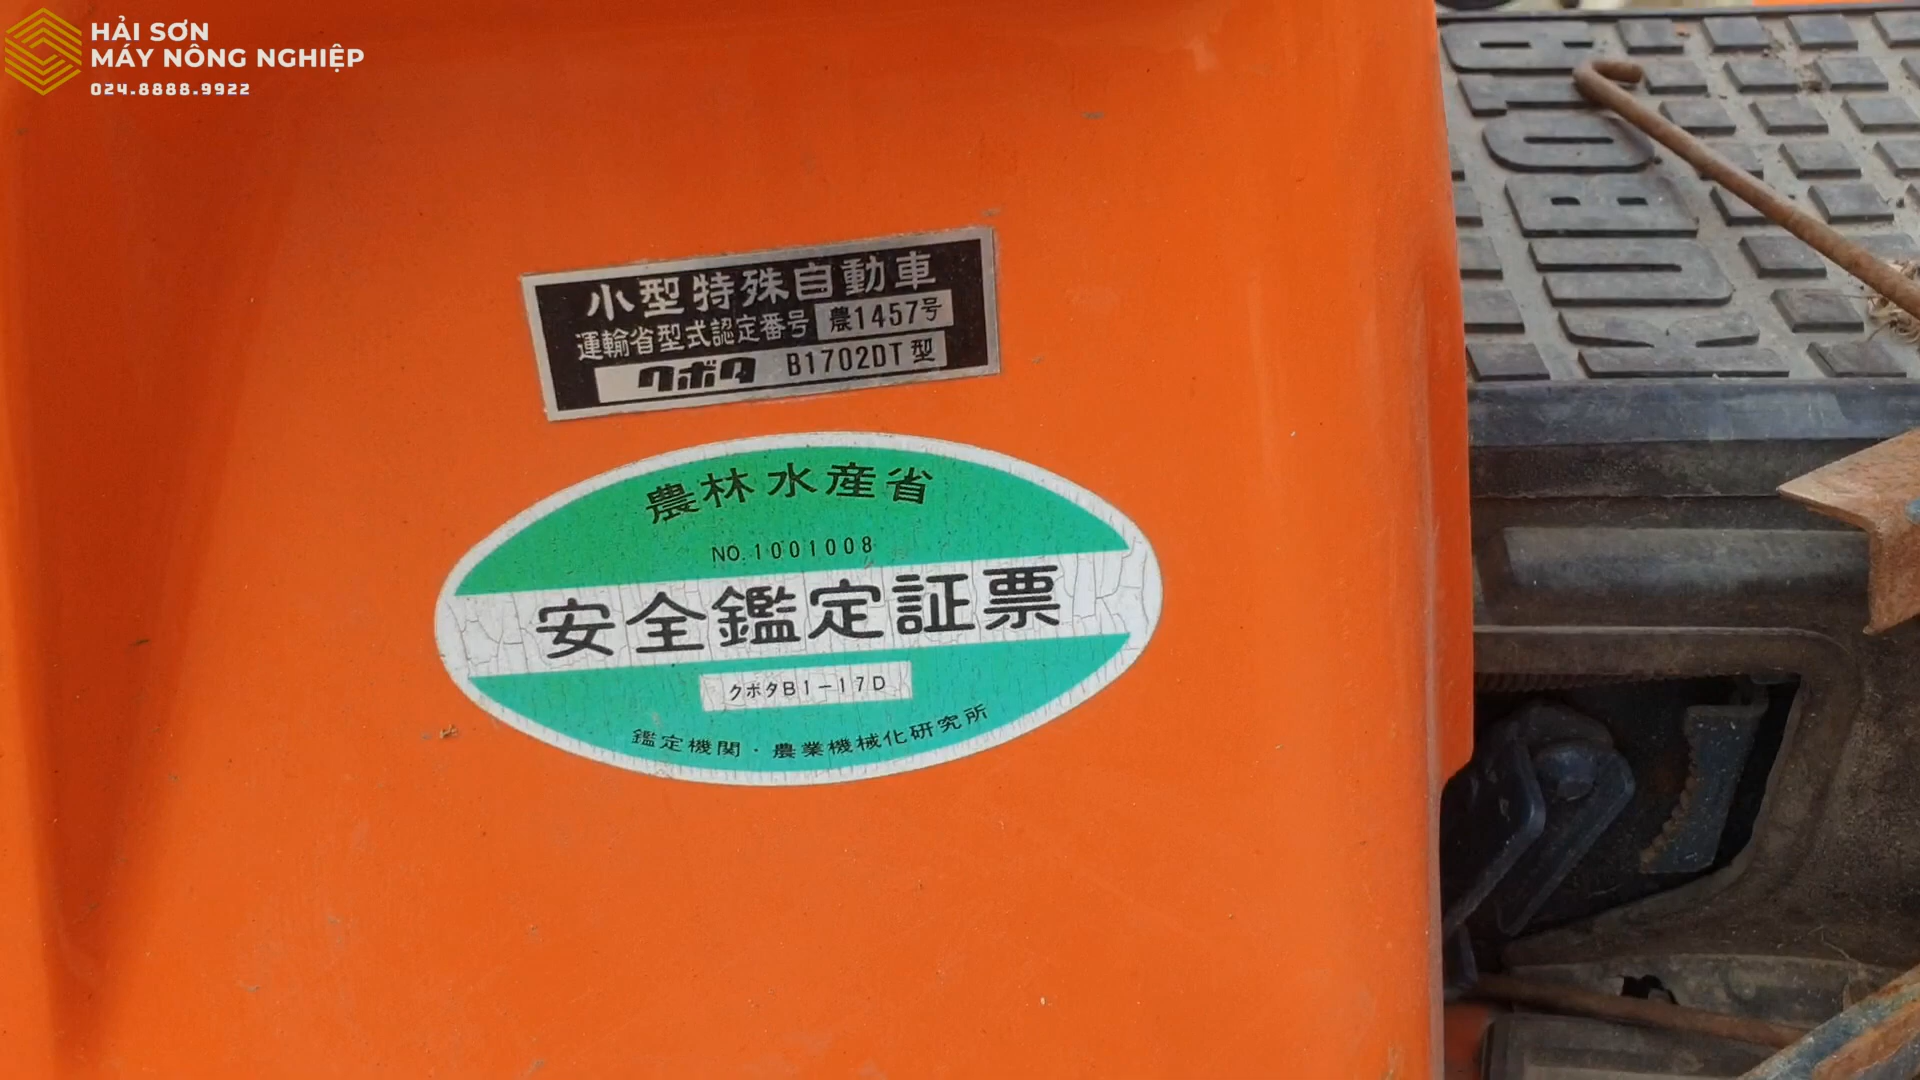 HẢI SƠN
MÁY NÔNG NGHIỆP
024.8888.9922
KUBOTA
小型特殊自動車
運輸省型式認定番号 農1457号
クボタ B1702DT型
農林水産省
NO.1001008
安全鑑定証票
クボタB1-17D
鑑定機関・農業機械化研究所